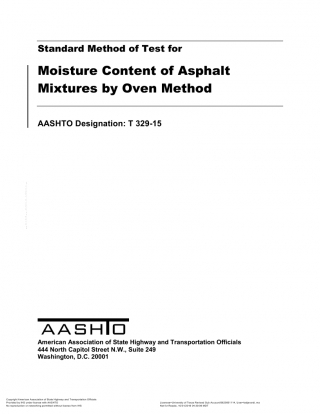 Standard Method of Test for
Moisture Content of Asphalt
Mixtures by Oven Method
AASHTO Designation: T 329-15
AASHTO
American Association of State Highway and Transportation Officials
444 North Capitol Street N.W., Suite 249
Washington, D.C. 20001